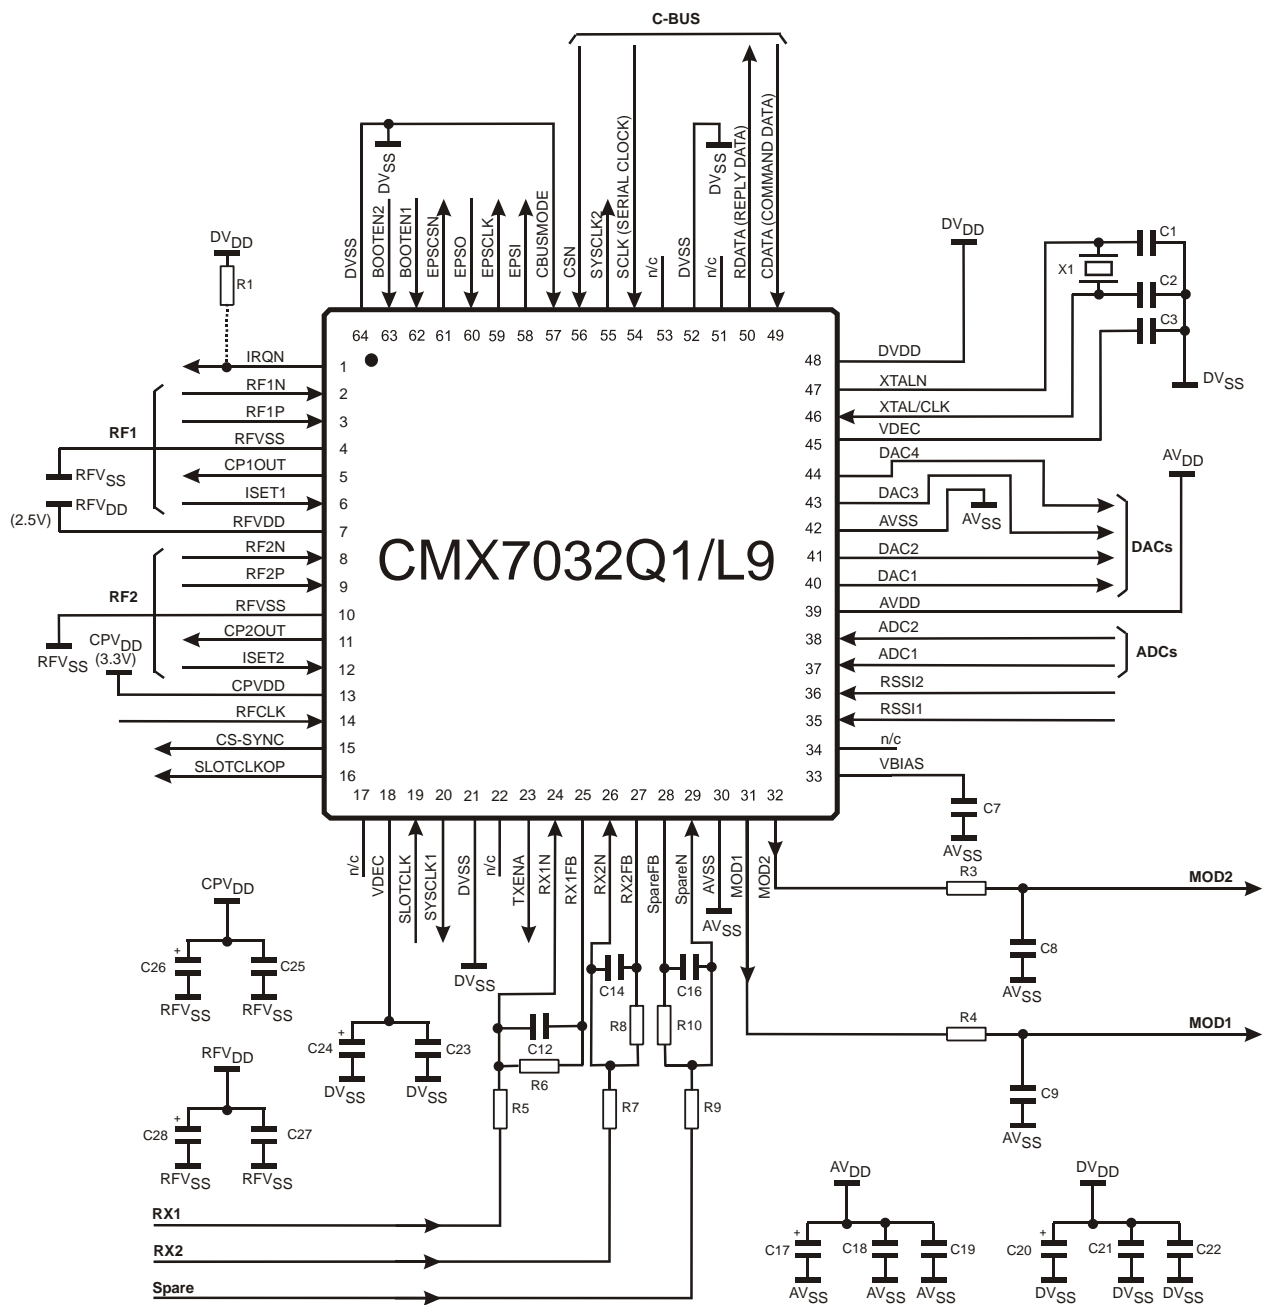 C-BUS
DVSS
BOOTEN2
BOOTEN1
EPSCSN
EPSO
EPSCLK
EPSI
CBUSMODE
CSN
SYSCLK2
SCLK (SERIAL CLOCK)
n/c
DVSS
n/c
RDATA (REPLY DATA)
CDATA (COMMAND DATA)
DVSS
DVSS
64 63 62 61 60 59 58 57 56 55 54 53 52 51 50 49
DVDD
R1
IRQN 1
RF1N 2
RF1P 3
RF1
RFVSS 4
CP1OUT 5
RFVSS
ISET1 6
RFVDD
(2.5V)
RFVDD 7
RF2N 8
RF2P 9
RF2
RFVSS 10
CP2OUT 11
RFVSS
CPVDD
(3.3V)
ISET2 12
CPVDD 13
RFCLK 14
CS-SYNC 15
SLOTCLKOP 16
CMX7032Q1/L9
DVDD
C1
X1
C2
C3
DVSS
48 DVDD
47 XTALN
46 XTAL/CLK
45 VDEC
44 DAC4
AVDD
43 DAC3
42 AVSS
AVSS
41 DAC2
DACs
40 DAC1
39 AVDD
38 ADC2
37 ADC1
ADCs
36 RSSI2
35 RSSI1
34 n/c
33 VBIAS
C7
AVSS
17 18 19 20 21 22 23 24 25 26 27 28 29 30 31 32
n/c
VDEC
SLOTCLK
SYSCLK1
DVSS
n/c
TXENA
RX1N
RX1FB
RX2N
RX2FB
SpareFB
SpareN
AVSS
MOD1
MOD2
R3
MOD2
C8
AVSS
R4
MOD1
C9
AVSS
AVSS
DVSS
CPVDD
+
C26
C25
RFVSS
RFVSS
+
C24
C23
DVSS
DVSS
C12
R6
R5
C14
R8
R7
C16
R10
R9
RFVDD
+
C28
C27
RFVSS
RFVSS
RX1
RX2
Spare
AVDD
+
C17
C18
C19
AVSS
AVSS
AVSS
DVDD
+
C20
C21
C22
DVSS
DVSS
DVSS